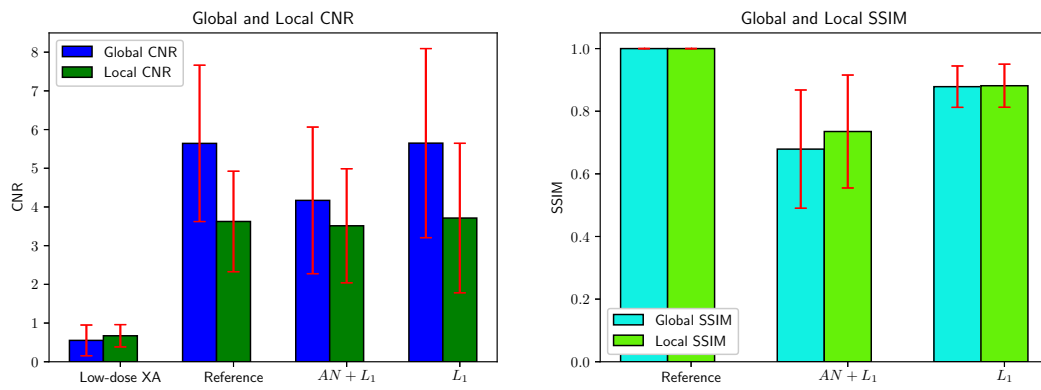 Global and Local CNR
CNR
8
7
6
5
4
3
2
1
0
Global CNR
Local CNR
Low-dose XA
Reference
AN + L₁
L₁
Global and Local SSIM
SSIM
1.0
0.8
0.6
0.4
0.2
0.0
Global SSIM
Local SSIM
Reference
AN + L₁
L₁